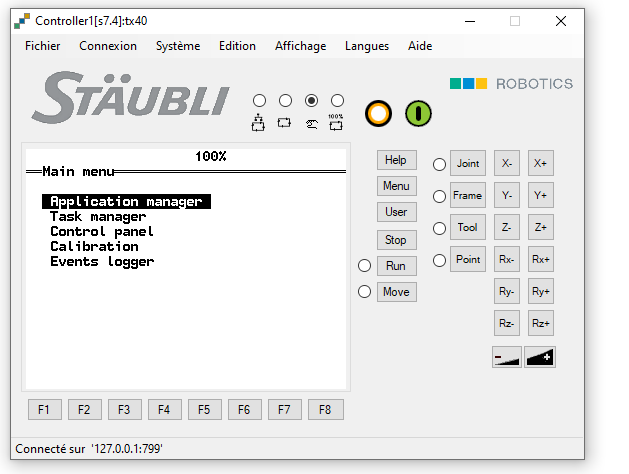 Controller1[s7.4]:tx40
Fichier Connexion Système Edition Affichage Langues Aide
STÄUBLI
ROBOTICS
100%
100%
Main menu
Application manager
Task manager
Control panel
Calibration
Events logger
Help
Menu
User
Stop
Run
Move
Joint X- X+
Frame Y- Y+
Tool Z- Z+
Point Rx- Rx+
Ry- Ry+
Rz- Rz+
- +
F1 F2 F3 F4 F5 F6 F7 F8
Connecté sur '127.0.0.1:799'